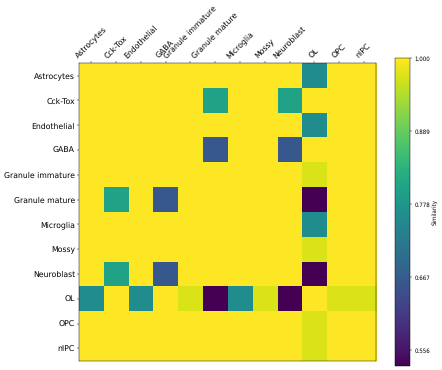 Astrocytes
Cck-Tox
Endothelial
GABA
Granule immature
Granule mature
Microglia
Mossy
Neuroblast
OL
OPC
nIPC
Astrocytes
Cck-Tox
Endothelial
GABA
Granule immature
Granule mature
Microglia
Mossy
Neuroblast
OL
OPC
nIPC
1.000
0.889
0.778
0.667
0.556
Similarity